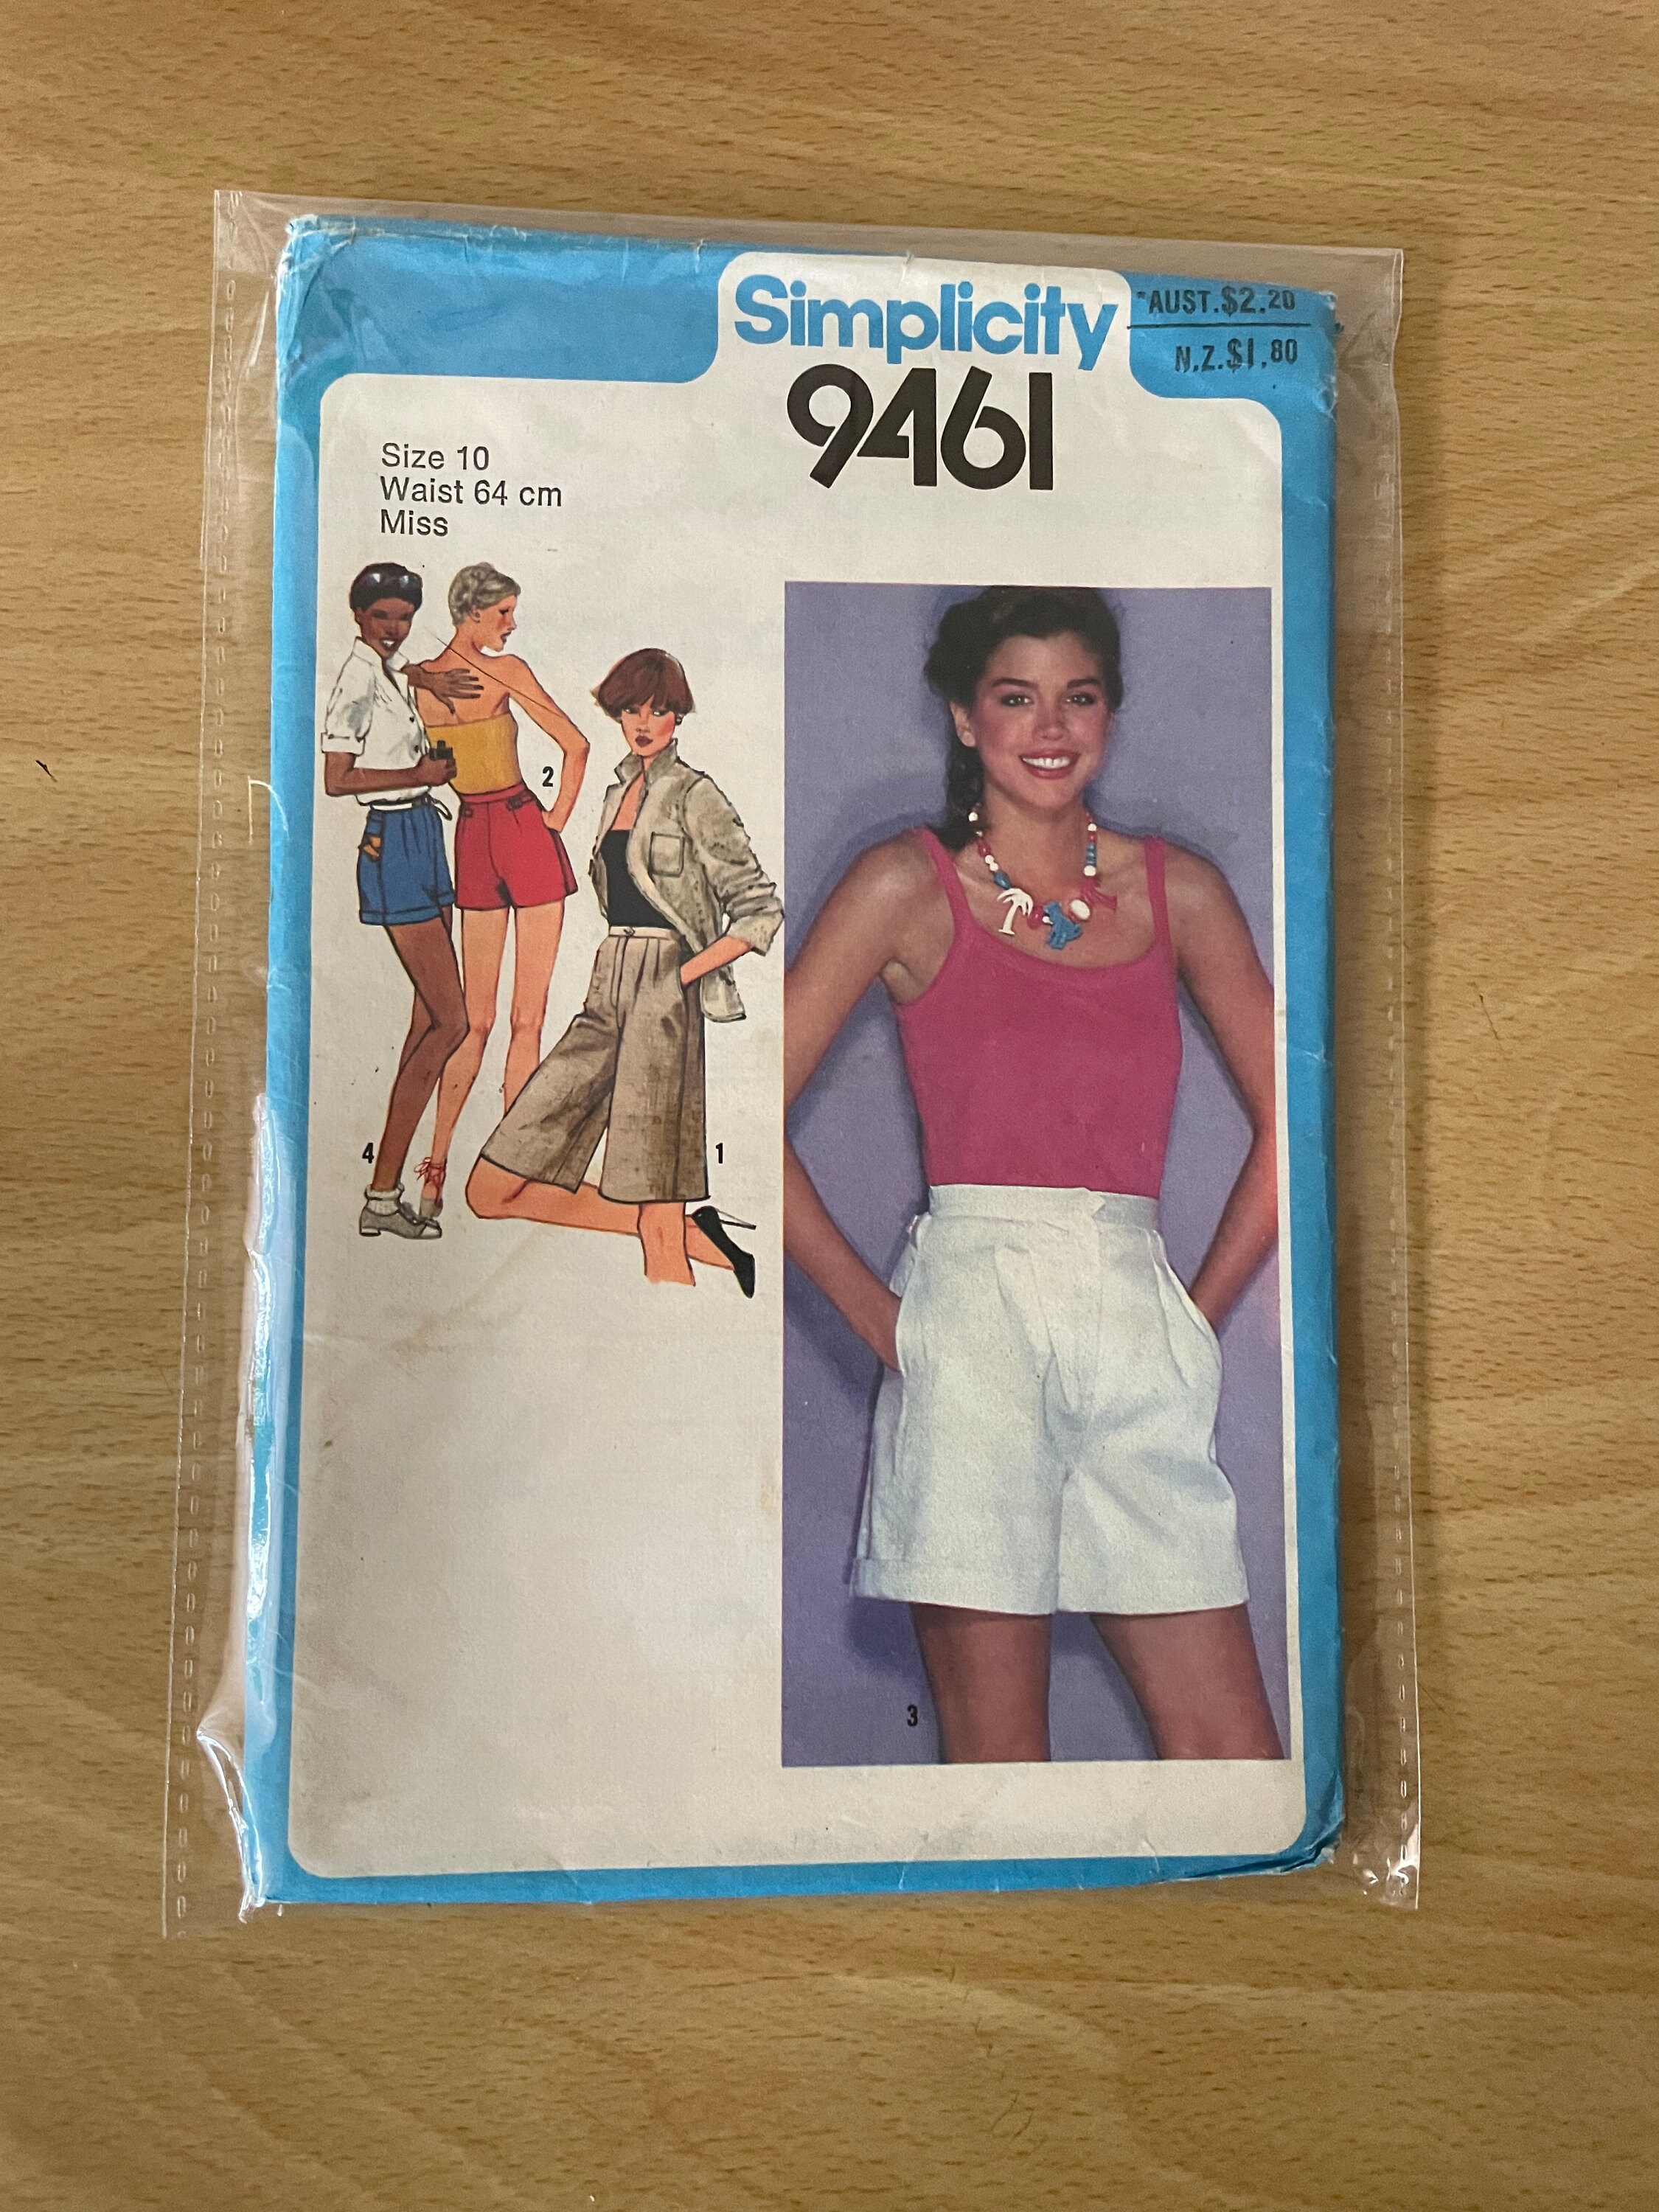 Simplicity
9461
*AUST.$2.20
N.Z.$1.80
Size 10
Waist 64 cm
Miss
2
4
1
3